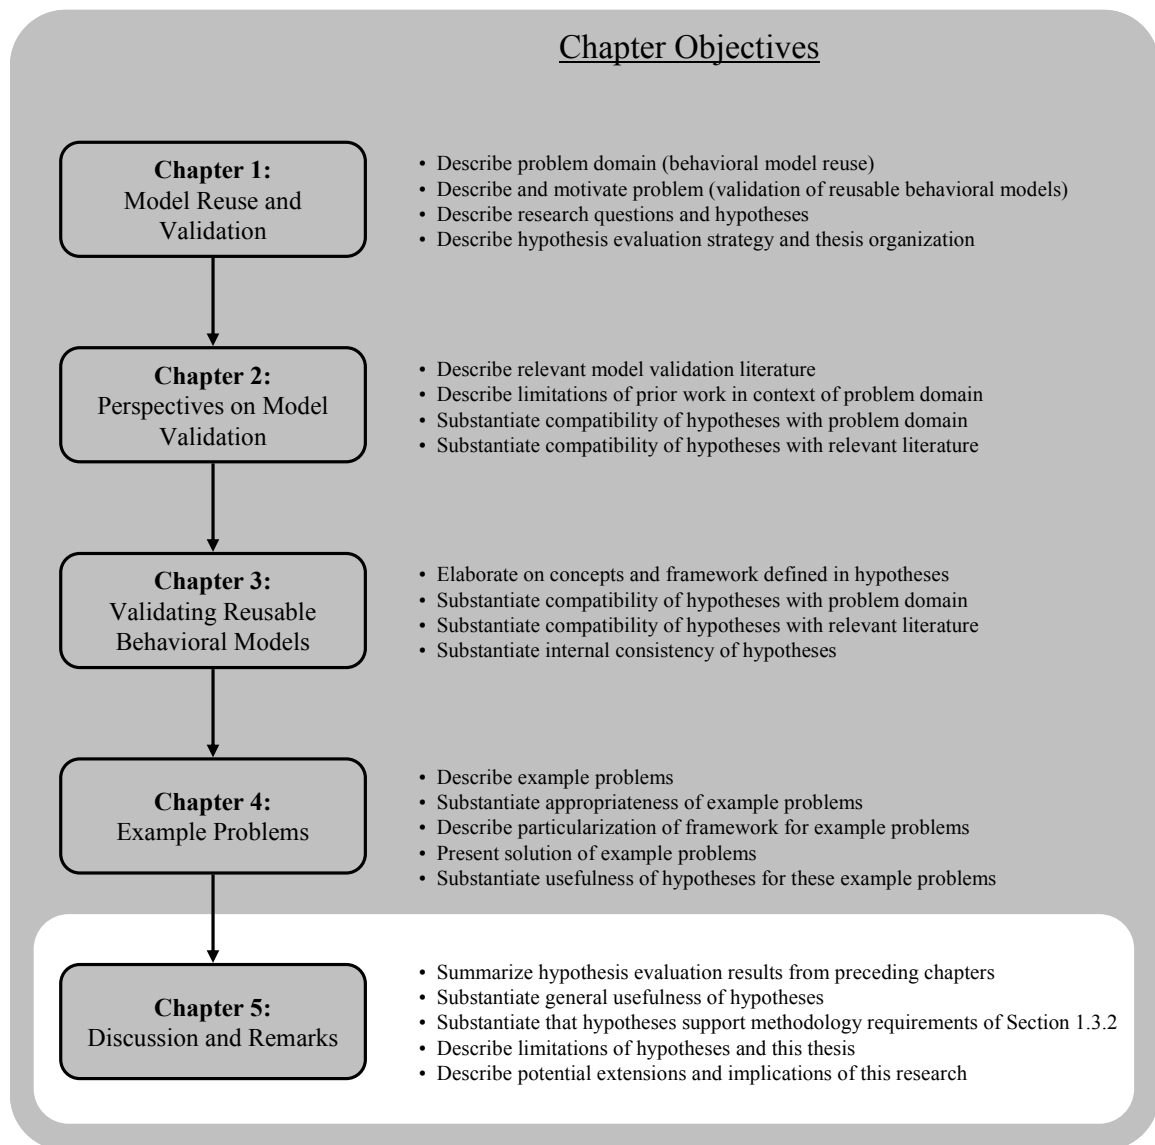 Chapter Objectives
Chapter 1:
Model Reuse and
Validation
• Describe problem domain (behavioral model reuse)
• Describe and motivate problem (validation of reusable behavioral models)
• Describe research questions and hypotheses
• Describe hypothesis evaluation strategy and thesis organization
Chapter 2:
Perspectives on Model
Validation
• Describe relevant model validation literature
• Describe limitations of prior work in context of problem domain
• Substantiate compatibility of hypotheses with problem domain
• Substantiate compatibility of hypotheses with relevant literature
Chapter 3:
Validating Reusable
Behavioral Models
• Elaborate on concepts and framework defined in hypotheses
• Substantiate compatibility of hypotheses with problem domain
• Substantiate compatibility of hypotheses with relevant literature
• Substantiate internal consistency of hypotheses
Chapter 4:
Example Problems
• Describe example problems
• Substantiate appropriateness of example problems
• Describe particularization of framework for example problems
• Present solution of example problems
• Substantiate usefulness of hypotheses for these example problems
Chapter 5:
Discussion and Remarks
• Summarize hypothesis evaluation results from preceding chapters
• Substantiate general usefulness of hypotheses
• Substantiate that hypotheses support methodology requirements of Section 1.3.2
• Describe limitations of hypotheses and this thesis
• Describe potential extensions and implications of this research